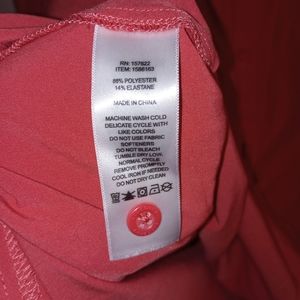 RN: 157822
ITEM: 1586163
86% POLYESTER
14% ELASTANE
MADE IN CHINA
MACHINE WASH COLD
DELICATE CYCLE WITH
LIKE COLORS
DO NOT USE FABRIC
SOFTENERS
DO NOT BLEACH
TUMBLE DRY LOW,
NORMAL CYCLE
REMOVE PROMPTLY
COOL IRON IF NEEDED
DO NOT DRY CLEAN